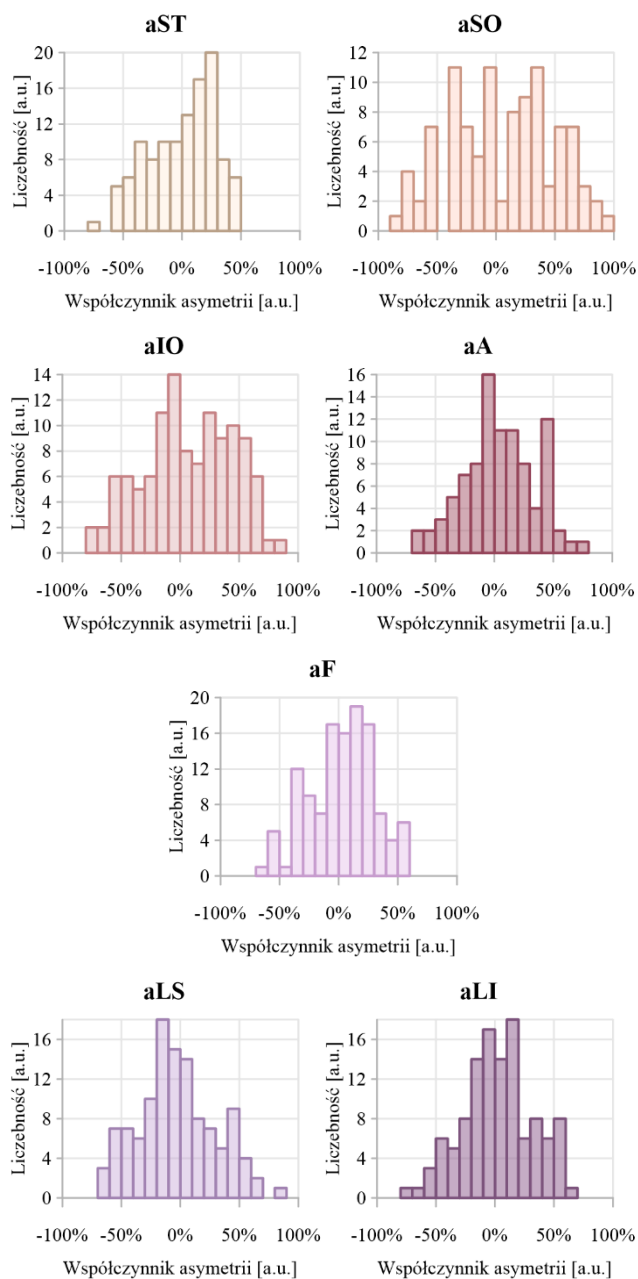 aST
Liczebność [a.u.]
20
16
12
8
4
0
-100% -50% 0% 50% 100%
Współczynnik asymetrii [a.u.]
aSO
Liczebność [a.u.]
12
10
8
6
4
2
0
-100% -50% 0% 50% 100%
Współczynnik asymetrii [a.u.]
aIO
Liczebność [a.u.]
14
12
10
8
6
4
2
0
-100% -50% 0% 50% 100%
Współczynnik asymetrii [a.u.]
aA
Liczebność [a.u.]
16
14
12
10
8
6
4
2
0
-100% -50% 0% 50% 100%
Współczynnik asymetrii [a.u.]
aF
Liczebność [a.u.]
20
16
12
8
4
0
-100% -50% 0% 50% 100%
Współczynnik asymetrii [a.u.]
aLS
Liczebność [a.u.]
16
12
8
4
0
-100% -50% 0% 50% 100%
Współczynnik asymetrii [a.u.]
aLI
Liczebność [a.u.]
16
12
8
4
0
-100% -50% 0% 50% 100%
Współczynnik asymetrii [a.u.]